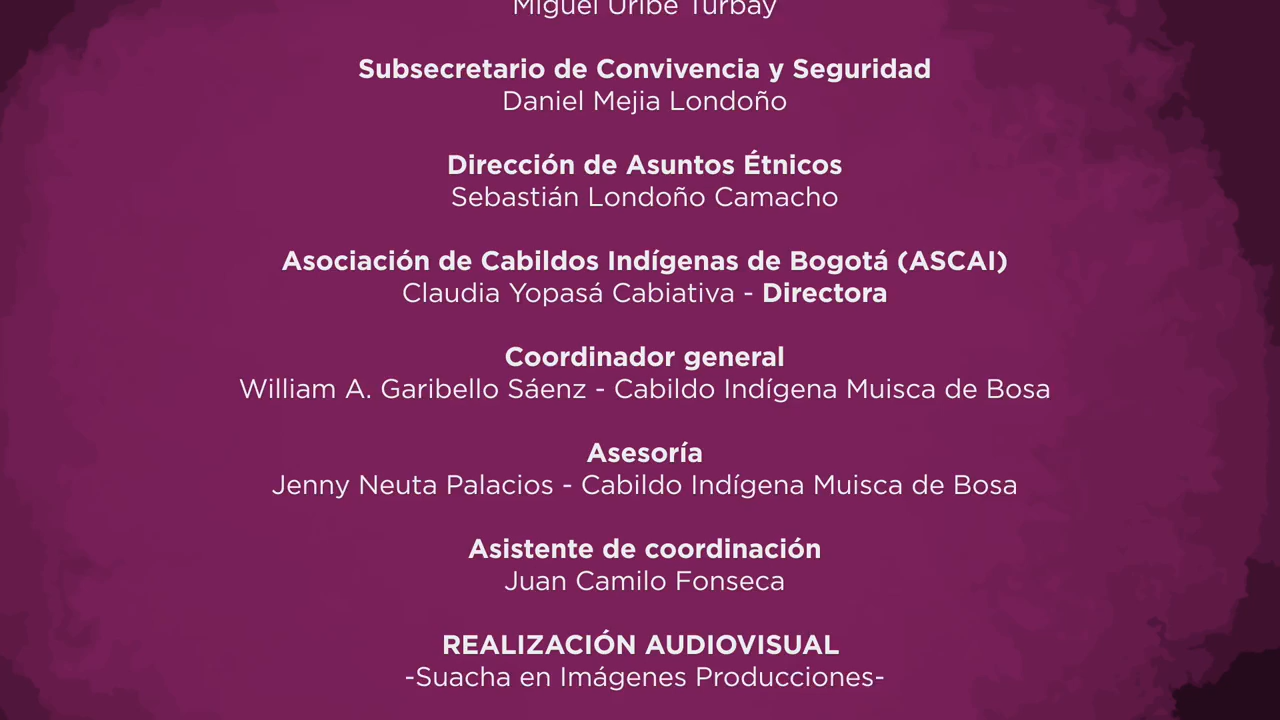 Miguel Uribe Turbay
Subsecretario de Convivencia y Seguridad
Daniel Mejia Londoño
Dirección de Asuntos Étnicos
Sebastián Londoño Camacho
Asociación de Cabildos Indígenas de Bogotá (ASCAI)
Claudia Yopasá Cabiativa - Directora
Coordinador general
William A. Garibello Sáenz - Cabildo Indígena Muisca de Bosa
Asesoría
Jenny Neuta Palacios - Cabildo Indígena Muisca de Bosa
Asistente de coordinación
Juan Camilo Fonseca
REALIZACIÓN AUDIOVISUAL
-Suacha en Imágenes Producciones-